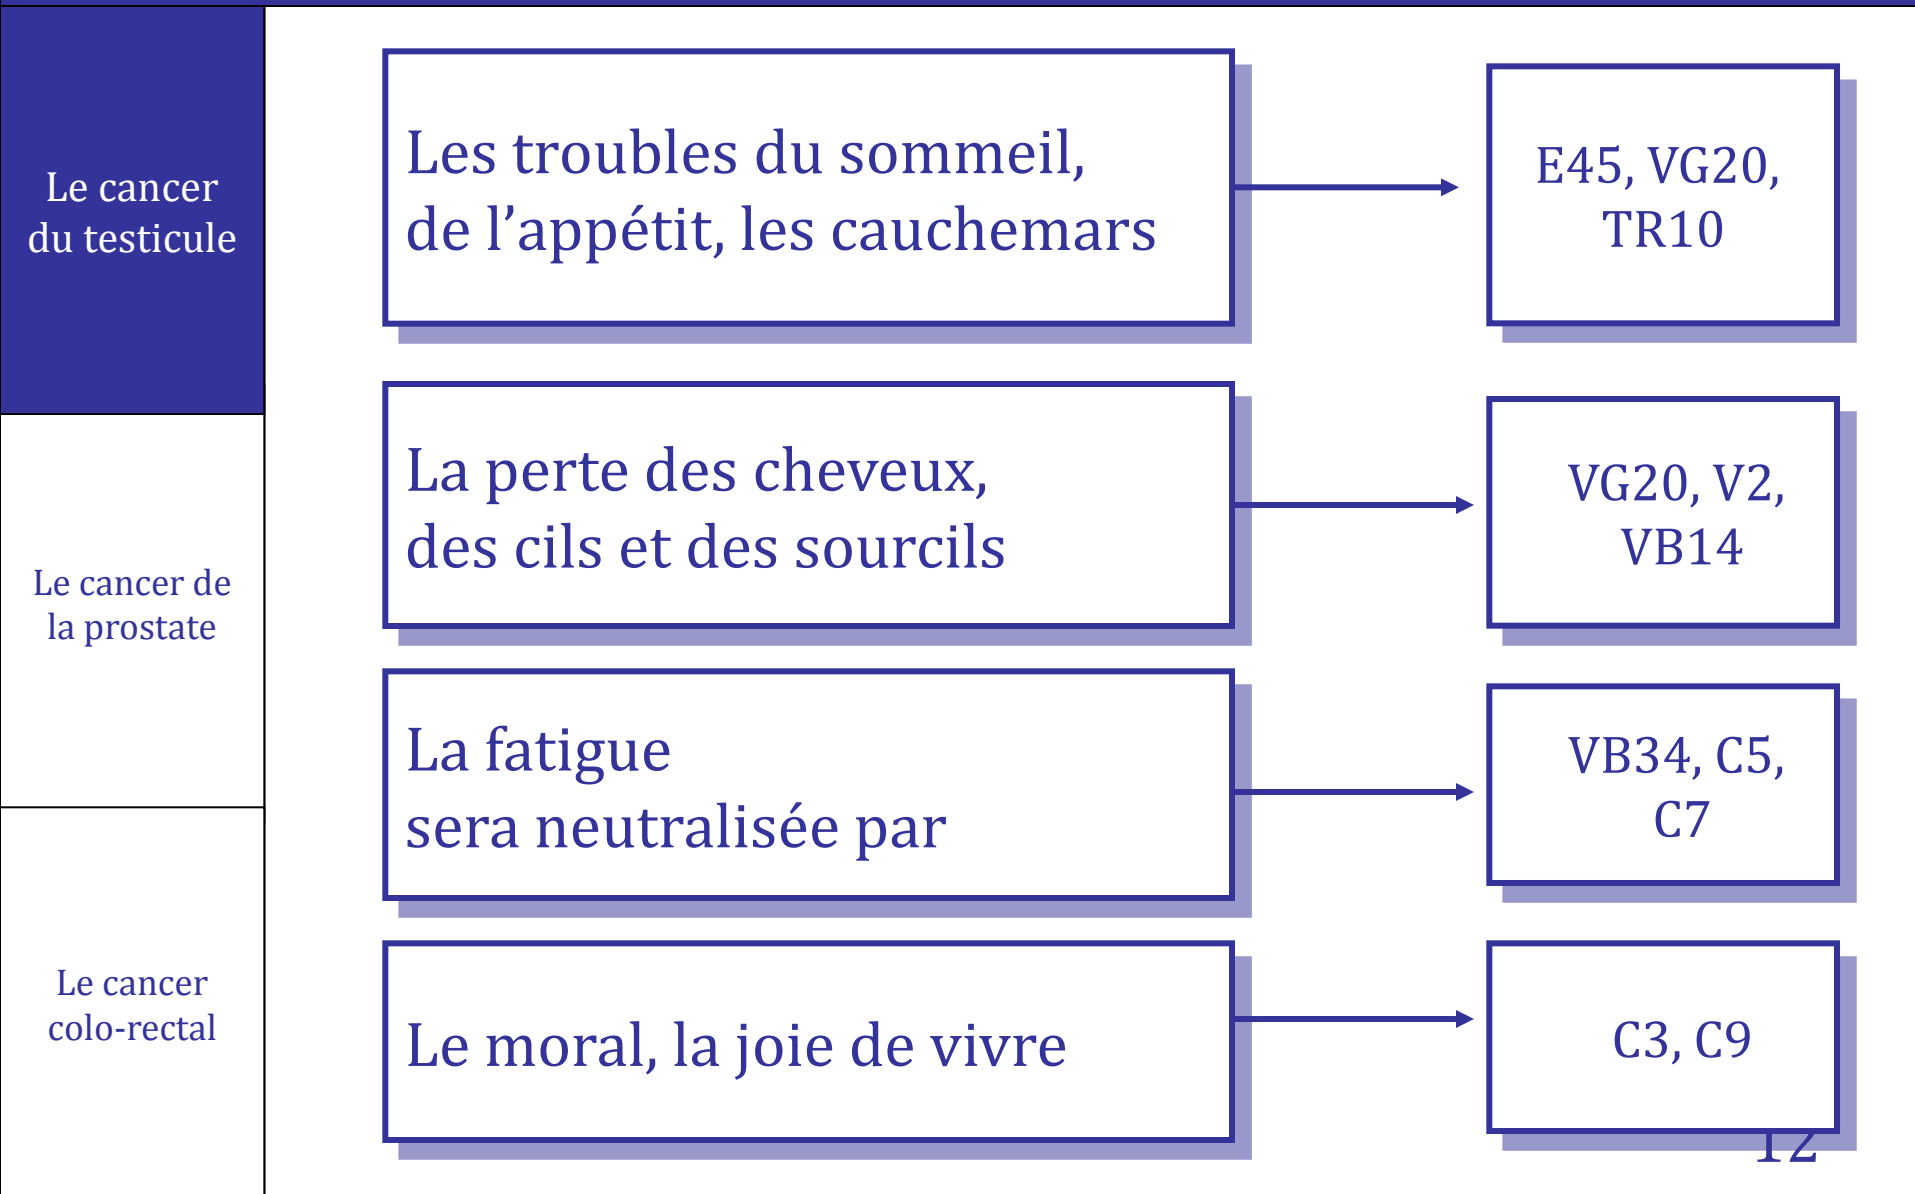 Le cancer
du testicule
Le cancer de
la prostate
Le cancer
colo-rectal
Les troubles du sommeil,
de l’appétit, les cauchemars
E45, VG20,
TR10
La perte des cheveux,
des cils et des sourcils
VG20, V2,
VB14
La fatigue
sera neutralisée par
VB34, C5,
C7
Le moral, la joie de vivre
C3, C9
12